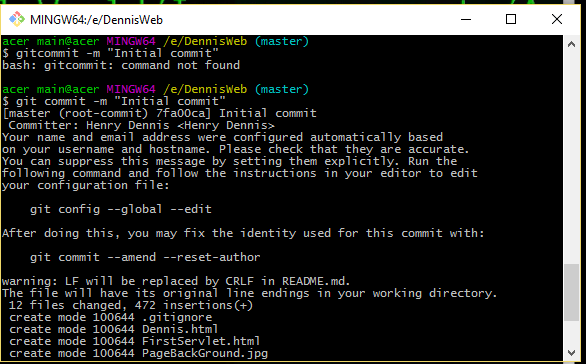 MINGW64:/e/DennisWeb
acer main@acer MINGW64 /e/DennisWeb (master)
$ gitcommit -m "Initial commit"
bash: gitcommit: command not found
acer main@acer MINGW64 /e/DennisWeb (master)
$ git commit -m "Initial commit"
[master (root-commit) 7fa00ca] Initial commit
Committer: Henry Dennis <Henry Dennis>
Your name and email address were configured automatically based
on your username and hostname. Please check that they are accurate.
You can suppress this message by setting them explicitly. Run the
following command and follow the instructions in your editor to edit
your configuration file:
git config --global --edit
After doing this, you may fix the identity used for this commit with:
git commit --amend --reset-author
warning: LF will be replaced by CRLF in README.md.
The file will have its original line endings in your working directory.
12 files changed, 472 insertions(+)
create mode 100644 .gitignore
create mode 100644 Dennis.html
create mode 100644 FirstServlet.html
create mode 100644 PageBackGround.jpg